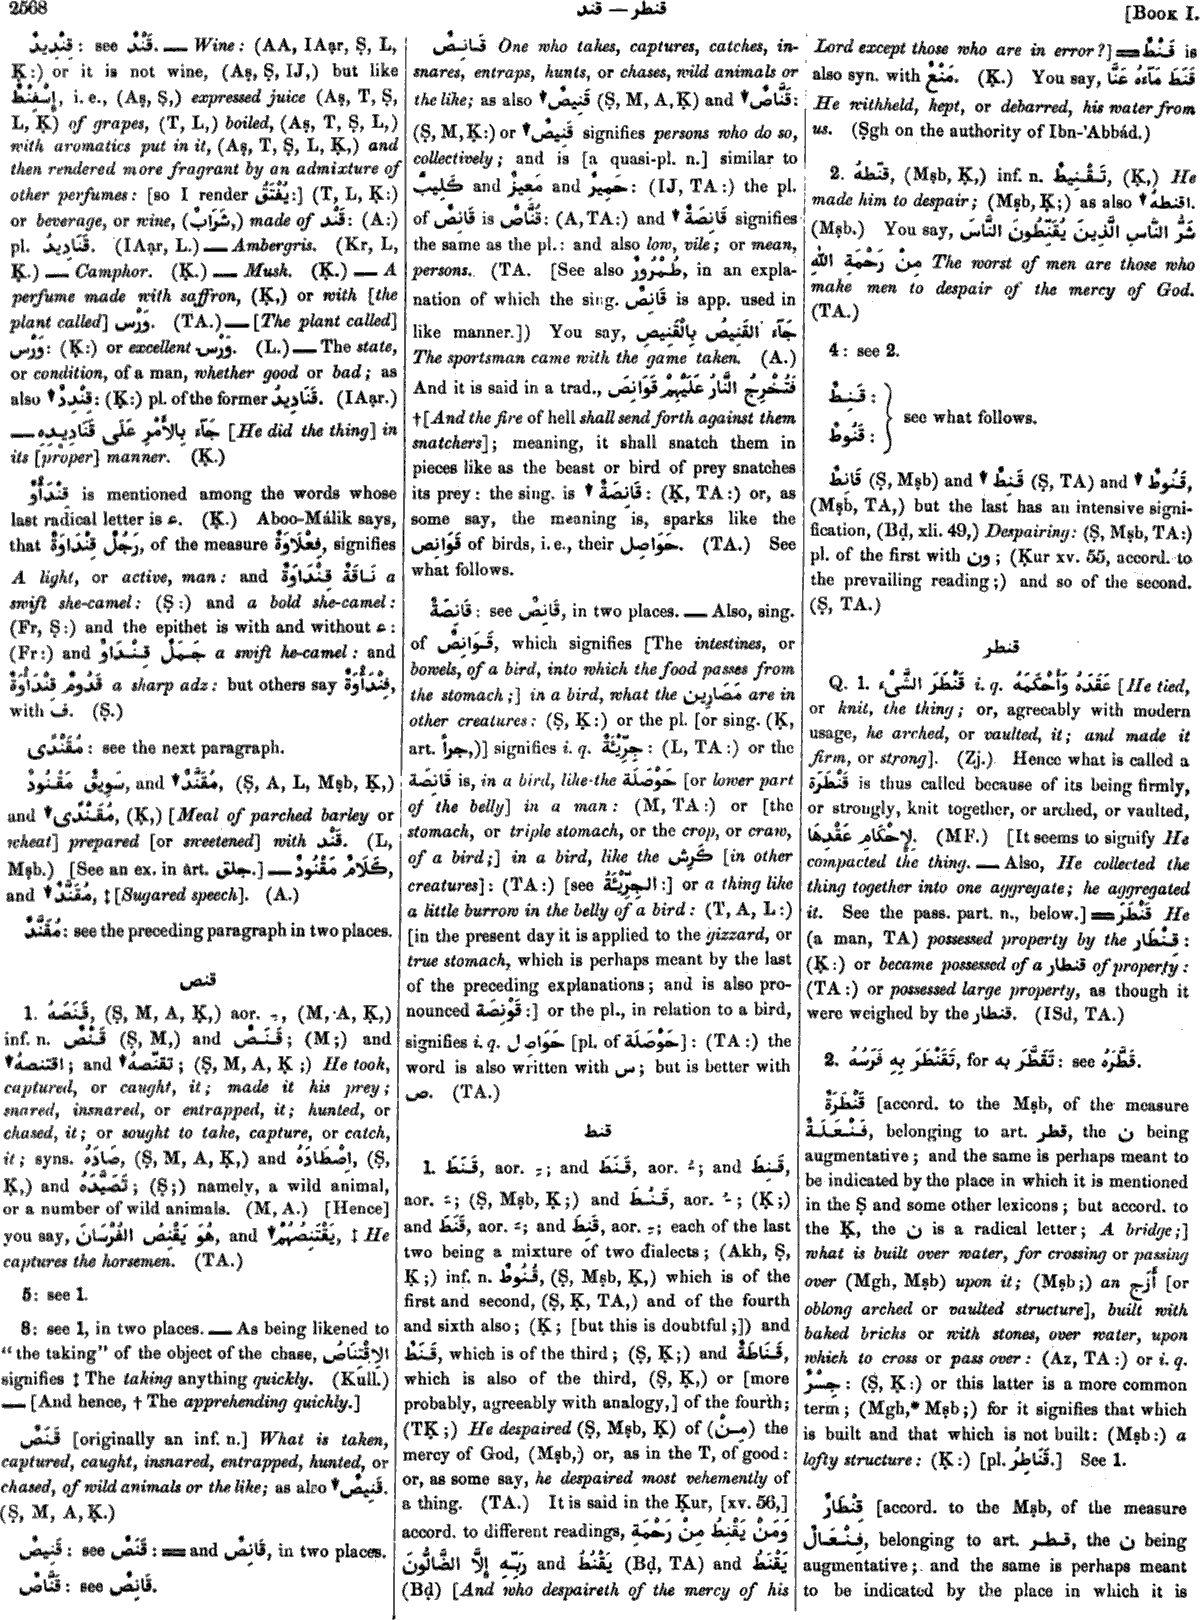 2568
قنطر — قند
[Book I.
قِنْدِيدٌ : see قَنْدٌ. — Wine: (AA, IAạr, Ṣ, L,
Ḳ:) or it is not wine, (Aṣ, Ṣ, IJ,) but like
إِسْفِنْطٌ, i. e., (Aṣ, Ṣ,) expressed juice (Aṣ, T, Ṣ,
L, Ḳ) of grapes, (T, L,) boiled, (Aṣ, T, Ṣ, L,)
with aromatics put in it, (Aṣ, T, Ṣ, L, Ḳ,) and
then rendered more fragrant by an admixture of
other perfumes: [so I render يُفْتَقُ:] (T, L, Ḳ:)
or beverage, or wine, (شَرَابٌ,) made of قَنْد: (A:)
pl. قَنَادِيدُ. (IAạr, L.) — Ambergris. (Kr, L,
Ḳ.) — Camphor. (Ḳ.) — Musk. (Ḳ.) — A
perfume made with saffron, (Ḳ,) or with [the
plant called] وَرْس. (TA.) — [The plant called]
وَرْس: (Ḳ:) or excellent وَرْس. (L.) — The state,
or condition, of a man, whether good or bad; as
also ▾ قِنْدِدٌ: (Ḳ:) pl. of the former قَنَادِيدُ. (IAạr.)
— جَآءَ بِالأَمْرِ عَلَى قَنَادِيدِهِ [He did the thing] in
its [proper] manner. (Ḳ.)
قِنْدَأْوٌ is mentioned among the words whose
last radical letter is ء. (Ḳ.) Aboo-Málik says,
that رَجُلٌ قِنْدَاوَةٌ, of the measure فِعْلَاوَةٌ, signifies
A light, or active, man: and نَاقَةٌ قِنْدَاوَةٌ a
swift she-camel: (Ṣ:) and a bold she-camel:
(Fr, Ṣ:) and the epithet is with and without ء:
(Fr:) and جَمَلٌ قِنْدَاوٌ a swift he-camel: and
قَدُومٌ قِنْدَأْوَةٌ a sharp adz: but others say فِنْدَأْوَةٌ,
with ف. (Ṣ.)
مُقَنْدًى: see the next paragraph.
سَوِيقٌ مَقْنُودٌ, and ▾ مُقَنَّدٌ, (Ṣ, A, L, Mṣb, Ḳ,)
and ▾ مُقَنْدًى, (Ḳ,) [Meal of parched barley or
wheat] prepared [or sweetened] with قَنْد. (L,
Mṣb.) [See an ex. in art. جلق.] — كَلَامٌ مَقْنُودٌ,
and ▾ مُقَنَّدٌ, ‡ [Sugared speech]. (A.)
مُقَنَّدٌ: see the preceding paragraph in two places.
قنص
1. قَنَصَهُ, (Ṣ, M, A, Ḳ,) aor. ـِ, (M, A, Ḳ,)
inf. n. قَنْصٌ (Ṣ, M,) and قَنَصٌ; (M;) and
▾ اقتنصهُ; and ▾ تقنّصهُ; (Ṣ, M, A, Ḳ;) He took,
captured, or caught, it; made it his prey;
snared, insnared, or entrapped, it; hunted, or
chased, it; or sought to take, capture, or catch,
it; syns. صَادَهُ, (Ṣ, M, A, Ḳ,) and اِصْطَادَهُ, (Ṣ,
Ḳ,) and تَصَيَّدَهُ; (Ṣ;) namely, a wild animal,
or a number of wild animals. (M, A.) [Hence]
you say, هُوَ يَقْنِصُ الفُرْسَانَ, and ▾ يَقْتَنِصُهُمْ, ‡ He
captures the horsemen. (TA.)
5: see 1.
8: see 1, in two places. — As being likened to
“the taking” of the object of the chase, الاِقْتِنَاصُ
signifies ‡ The taking anything quickly. (Kull.)
— [And hence, † The apprehending quickly.]
قَنَصٌ [originally an inf. n.] What is taken,
captured, caught, insnared, entrapped, hunted, or
chased, of wild animals or the like; as also ▾ قَنِيصٌ.
(Ṣ, M, A, Ḳ.)
قَنِيصٌ: see قَنَصٌ: = and قَانِصٌ, in two places.
قَنَّاصٌ: see قَانِصٌ.
قَانِصٌ One who takes, captures, catches, in-
snares, entraps, hunts, or chases, wild animals or
the like; as also ▾ قَنِيصٌ (Ṣ, M, A, Ḳ) and ▾ قَنَّاصٌ:
(Ṣ, M, Ḳ:) or ▾ قَنِيصٌ signifies persons who do so,
collectively; and is [a quasi-pl. n.] similar to
كَلِيبٌ and مَعِيزٌ and حَمِيرٌ: (IJ, TA:) the pl.
of قَانِصٌ is قُنَّاصٌ: (A, TA:) and ▾ قَانِصَةٌ signifies
the same as the pl.: and also low, vile; or mean,
persons. (TA. [See also طُمْرُورٌ, in an expla-
nation of which the sing. قَانِصٌ is app. used in
like manner.]) You say, جَآءَ القَنِيصُ بِالْقَنِيصِ
The sportsman came with the game taken. (A.)
And it is said in a trad., فَتُخْرِجُ النَّارُ عَلَيْهِمْ قَوَانِصَ
† [And the fire of hell shall send forth against them
snatchers]; meaning, it shall snatch them in
pieces like as the beast or bird of prey snatches
its prey: the sing. is ▾ قَانِصَةٌ: (Ḳ, TA:) or, as
some say, the meaning is, sparks like the
قَوَانِص of birds, i. e., their حَوَاصِل. (TA.) See
what follows.
قَانِصَةٌ: see قَانِصٌ, in two places. — Also, sing.
of قَوَانِصُ, which signifies [The intestines, or
bowels, of a bird, into which the food passes from
the stomach;] in a bird, what the مَصَارِين are in
other creatures: (Ṣ, Ḳ:) or the pl. [or sing. (Ḳ,
art. جرأ,)] signifies i. q. جِرِّيْئَةٌ: (L, TA:) or the
قَانِصَة is, in a bird, like the حَوْصَلَة [or lower part
of the belly] in a man: (M, TA:) or [the
stomach, or triple stomach, or the crop, or craw,
of a bird;] in a bird, like the كَرِش [in other
creatures]: (TA:) [see الجِرِّيْئَةُ:] or a thing like
a little burrow in the belly of a bird: (T, A, L:)
[in the present day it is applied to the gizzard, or
true stomach, which is perhaps meant by the last
of the preceding explanations; and is also pro-
nounced قَوْنَصَة:] or the pl., in relation to a bird,
signifies i. q. حَوَاصِل [pl. of حَوْصَلَة]: (TA:) the
word is also written with س; but is better with
ص. (TA.)
قنط
1. قَنَطَ, aor. ـِ; and قَنَطَ, aor. ـُ; and قَنِطَ,
aor. ـَ; (Ṣ, Mṣb, Ḳ;) and قَنُطَ, aor. ـُ; (Ḳ;)
and قَنَطَ, aor. ـَ; and قَنِطَ, aor. ـِ; each of the last
two being a mixture of two dialects; (Akh, Ṣ,
Ḳ;) inf. n. قُنُوطٌ, (Ṣ, Mṣb, Ḳ,) which is of the
first and second, (Ṣ, Ḳ, TA,) and of the fourth
and sixth also; (Ḳ; [but this is doubtful;]) and
قَنَطٌ, which is of the third; (Ṣ, Ḳ;) and قَنَاطَةٌ,
which is also of the third, (Ṣ, Ḳ,) or [more
probably, agreeably with analogy,] of the fourth;
(TḲ;) He despaired (Ṣ, Mṣb, Ḳ) of (مِنْ) the
mercy of God, (Mṣb,) or, as in the T, of good:
or, as some say, he despaired most vehemently of
a thing. (TA.) It is said in the Ḳur, [xv. 56,]
accord. to different readings, وَمَنْ يَقْنِطُ مِنْ رَحْمَةِ
رَبِّهِ إِلَّا الضَّالُّونَ and يَقْنُطُ (Bḍ, TA) and يَقْنَطُ
(Bḍ) [And who despaireth of the mercy of his
Lord except those who are in error?] = قَنْطٌ is
also syn. with مَنْعٌ. (Ḳ.) You say, قَنَطَ مَآءَهُ عَنَّا
He withheld, kept, or debarred, his water from
us. (Ṣgh on the authority of Ibn-'Abbád.)
2. قنّطهُ, (Mṣb, Ḳ,) inf. n. تَقْنِيطٌ, (Ḳ,) He
made him to despair; (Mṣb, Ḳ;) as also ▾ اقنطهُ.
(Mṣb.) You say, شَرُّ النَّاسِ الَّذِينَ يُقَنِّطُونَ النَّاسَ
مِنْ رَحْمَةِ اللّٰهِ The worst of men are those who
make men to despair of the mercy of God.
(TA.)
4: see 2.
قَنِطٌ:
قَنُوطٌ: } see what follows.
قَانِطٌ (Ṣ, Mṣb) and ▾ قَنِطٌ (Ṣ, TA) and ▾ قَنُوطٌ,
(Mṣb, TA,) but the last has an intensive signi-
fication, (Bḍ, xli. 49,) Despairing: (Ṣ, Mṣb, TA:)
pl. of the first with ون; (Ḳur xv. 55, accord. to
the prevailing reading;) and so of the second.
(Ṣ, TA.)
قنطر
Q. 1. قَنْطَرَ الشَّىْءَ i. q. عَقَدَهُ وَأَحْكَمَهُ [He tied,
or knit, the thing; or, agreeably with modern
usage, he arched, or vaulted, it; and made it
firm, or strong]. (Zj.) Hence what is called a
قَنْطَرَة is thus called because of its being firmly,
or strongly, knit together, or arched, or vaulted,
لِإِحْكَامِ عَقْدِهَا. (MF.) [It seems to signify He
compacted the thing. — Also, He collected the
thing together into one aggregate; he aggregated
it. See the pass. part. n., below.] = قَنْطَرَ He
(a man, TA) possessed property by the قِنْطَار:
(Ḳ:) or became possessed of a قنطار of property:
(TA:) or possessed large property, as though it
were weighed by the قنطار. (ISd, TA.)
2. تَقَنْطَرَ بِهِ فَرَسُهُ, for تَقَطَّرَ به: see قَطَّرَهُ.
قَنْطَرَةٌ [accord. to the Mṣb, of the measure
فَنْعَلَةٌ, belonging to art. قطر, the ن being
augmentative; and the same is perhaps meant to
be indicated by the place in which it is mentioned
in the Ṣ and some other lexicons; but accord. to
the Ḳ, the ن is a radical letter; A bridge;]
what is built over water, for crossing or passing
over (Mgh, Mṣb) upon it; (Mṣb;) an أَزَج [or
oblong arched or vaulted structure], built with
baked bricks or with stones, over water, upon
which to cross or pass over: (Az, TA:) or i. q.
جِسْرٌ: (Ṣ, Ḳ:) or this latter is a more common
term; (Mgh,* Mṣb;) for it signifies that which
is built and that which is not built: (Mṣb:) a
lofty structure: (Ḳ:) [pl. قَنَاطِرُ.] See 1.
قِنْطَارٌ [accord. to the Mṣb, of the measure
فِنْعَالٌ, belonging to art. قطر, the ن being
augmentative; and the same is perhaps meant
to be indicated by the place in which it is